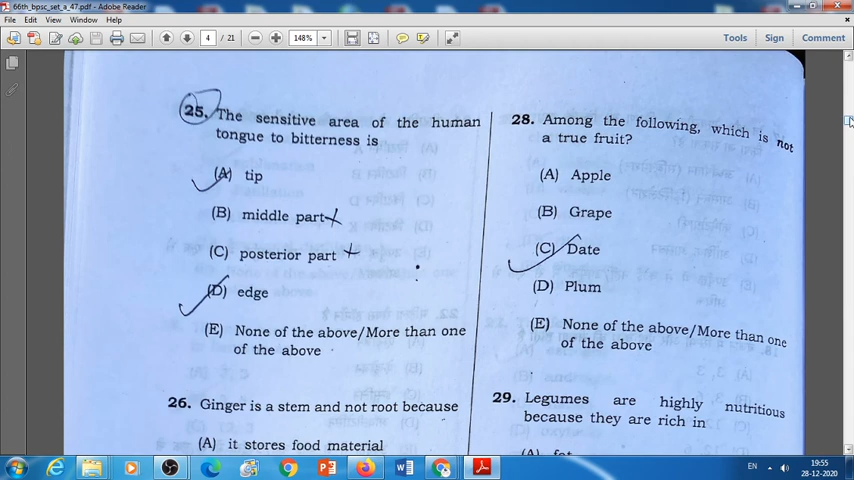 66th_bpsc_set_a_47.pdf - Adobe Reader
File Edit View Window Help
4 / 21 148% Tools Sign Comment
25. The sensitive area of the human
tongue to bitterness is
(A) tip
(B) middle part
(C) posterior part
(D) edge
(E) None of the above/More than one
of the above
26. Ginger is a stem and not root because
(A) it stores food material
28. Among the following, which is not
a true fruit?
(A) Apple
(B) Grape
(C) Date
(D) Plum
(E) None of the above/More than one
of the above
29. Legumes are highly nutritious
because they are rich in
(A) fat
EN 19:55
28-12-2020